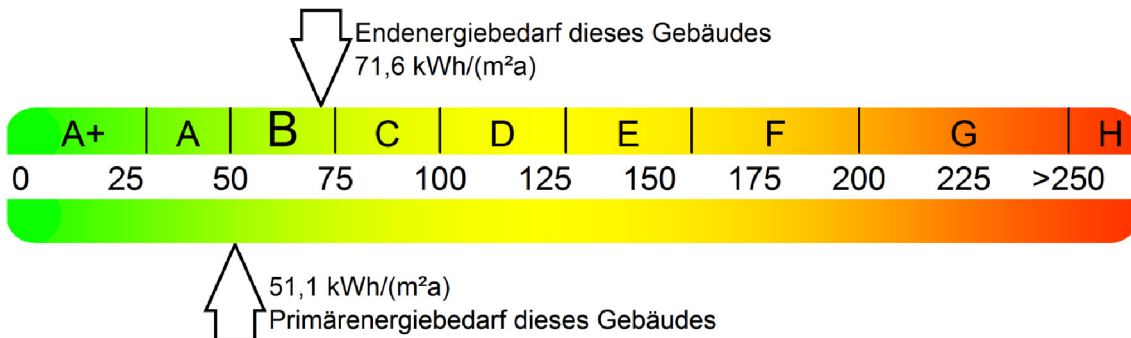 Endenergiebedarf dieses Gebäudes
71,6 kWh/(m²a)
A+ A B C D E F G H
0 25 50 75 100 125 150 175 200 225 >250
51,1 kWh/(m²a)
Primärenergiebedarf dieses Gebäudes